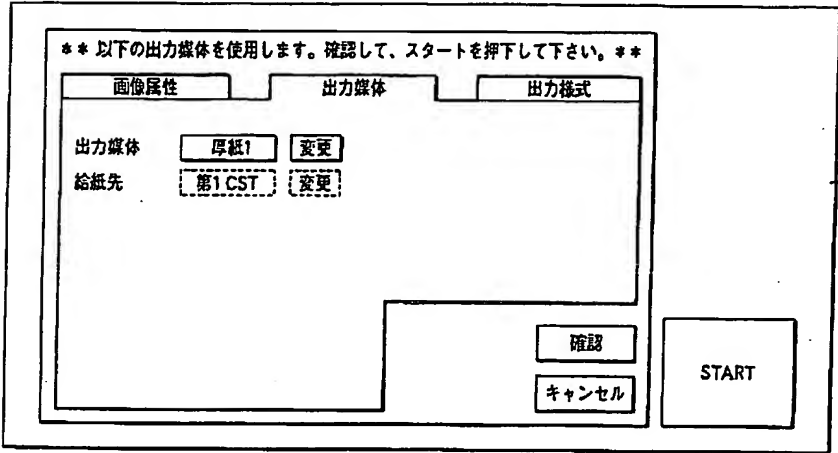 ＊＊ 以下の出力媒体を使用します。確認して、スタートを押下して下さい。＊＊
画像属性 出力媒体 出力様式
出力媒体 厚紙1 変更
給紙先 第1 CST 変更
確認
キャンセル
START